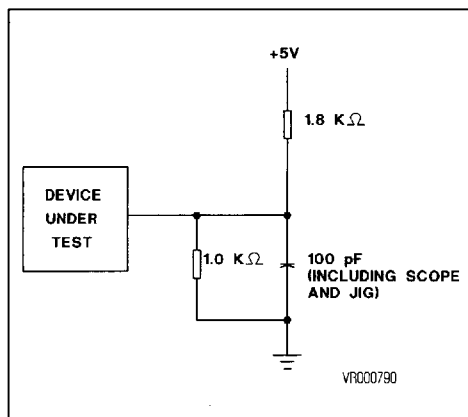 +5V
1.8 KΩ
DEVICE
UNDER
TEST
1.0 KΩ
100 pF
(INCLUDING SCOPE
AND JIG)
VR000790